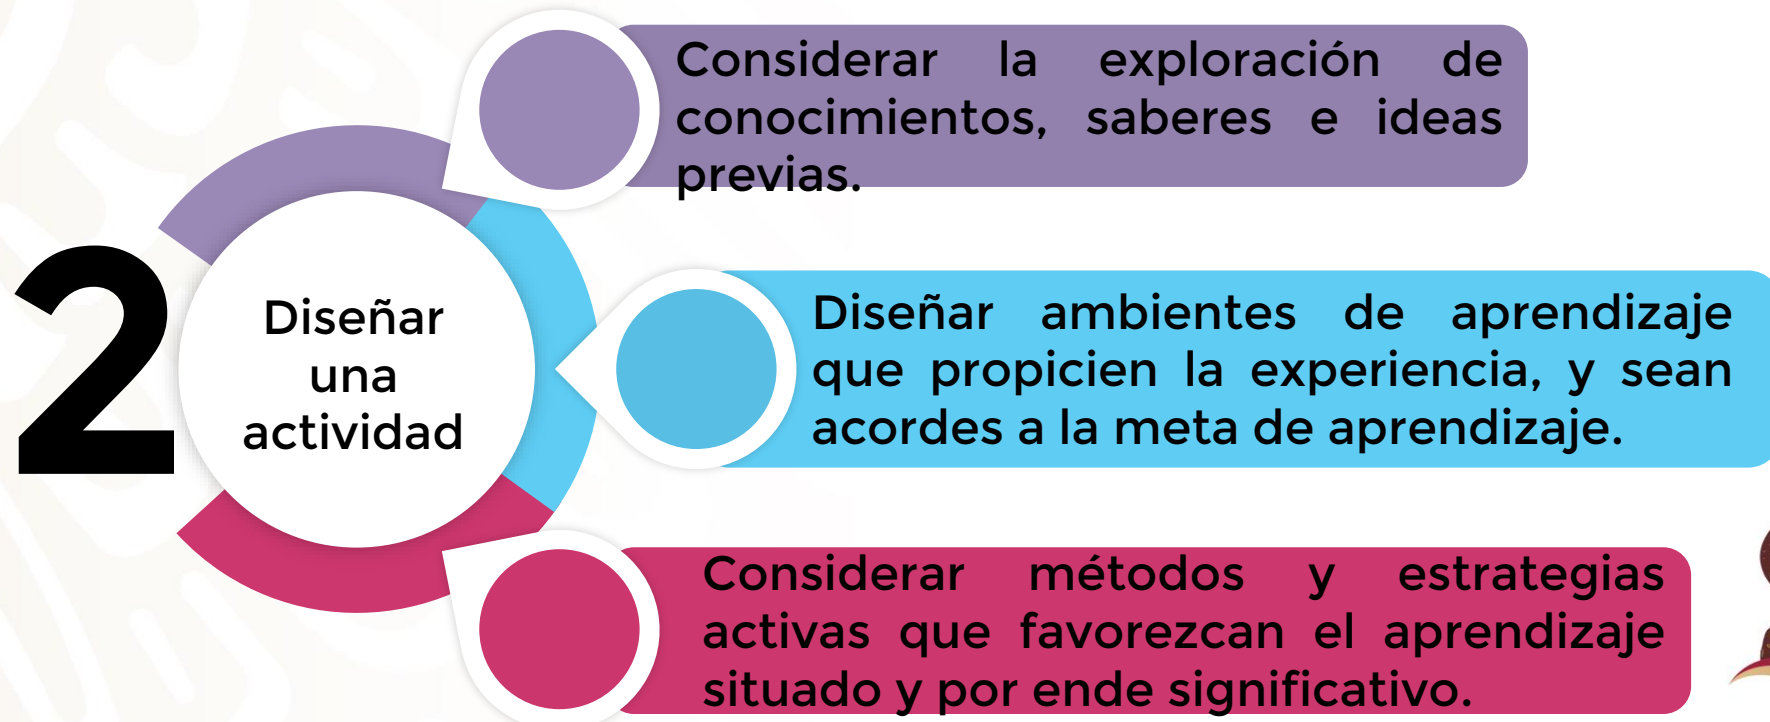 2
Diseñar
una
actividad
Considerar la exploración de
conocimientos, saberes e ideas
previas.
Diseñar ambientes de aprendizaje
que propicien la experiencia, y sean
acordes a la meta de aprendizaje.
Considerar métodos y estrategias
activas que favorezcan el aprendizaje
situado y por ende significativo.